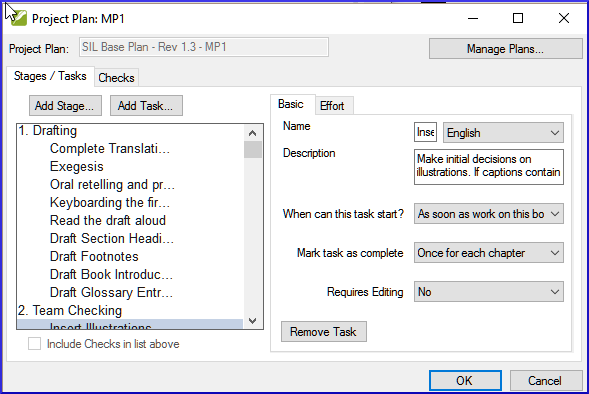 Project Plan: MP1
Project Plan: SIL Base Plan - Rev 1.3 - MP1
Manage Plans...
Stages / Tasks Checks
Add Stage... Add Task...
1. Drafting
Complete Translati...
Exegesis
Oral retelling and pr...
Keyboarding the fir...
Read the draft aloud
Draft Section Headi...
Draft Footnotes
Draft Book Introduc...
Draft Glossary Entr...
2. Team Checking
Insert Illustrations
Include Checks in list above
Basic Effort
Name Inse English
Description Make initial decisions on
illustrations. If captions contain
When can this task start? As soon as work on this bo
Mark task as complete Once for each chapter
Requires Editing No
Remove Task
OK Cancel